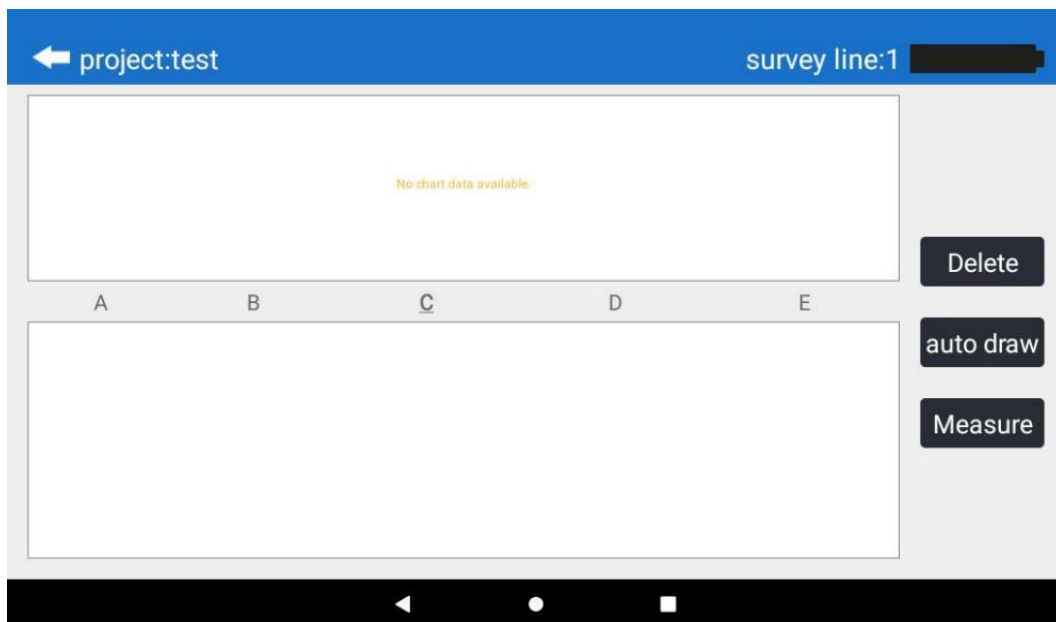 project:test survey line:1
No chart data available.
A B C D E
Delete
auto draw
Measure